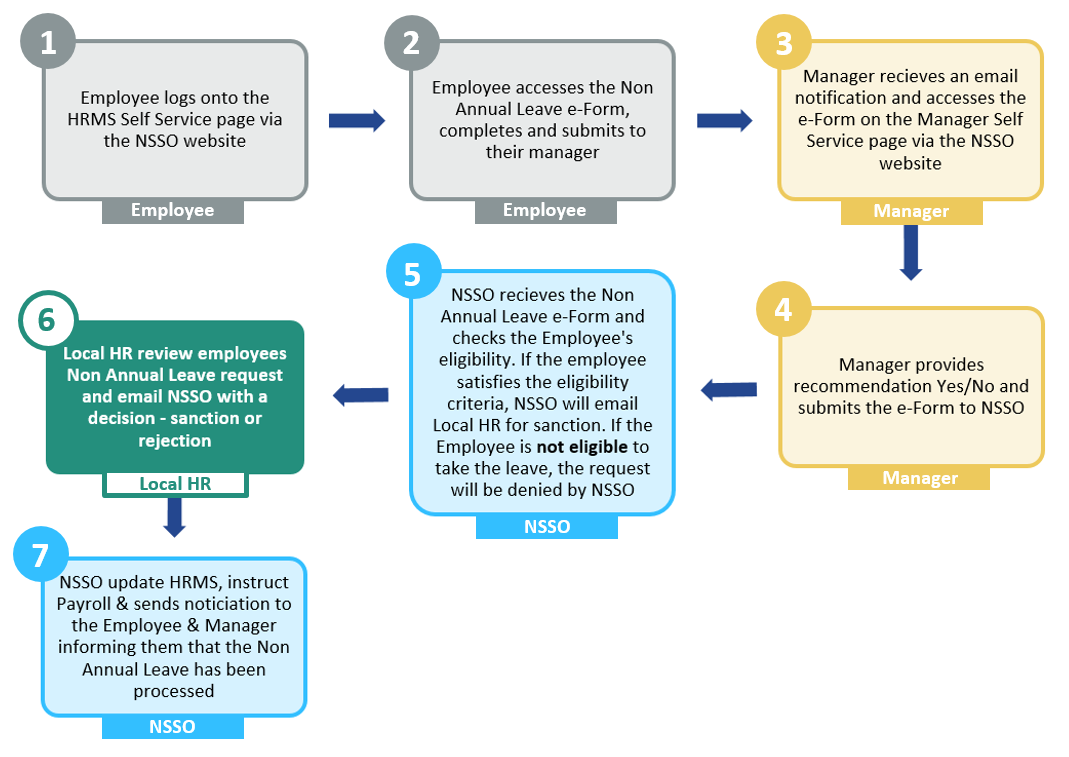 1
Employee logs onto the
HRMS Self Service page via
the NSSO website
Employee
2
Employee accesses the Non
Annual Leave e-Form,
completes and submits to
their manager
Employee
3
Manager recieves an email
notification and accesses the
e-Form on the Manager Self
Service page via the NSSO
website
Manager
4
Manager provides
recommendation Yes/No and
submits the e-Form to NSSO
Manager
5
NSSO recieves the Non
Annual Leave e-Form and
checks the Employee's
eligibility. If the employee
satisfies the eligibility
criteria, NSSO will email
Local HR for sanction. If the
Employee is not eligible to
take the leave, the request
will be denied by NSSO
NSSO
6
Local HR review employees
Non Annual Leave request
and email NSSO with a
decision - sanction or
rejection
Local HR
7
NSSO update HRMS, instruct
Payroll & sends noticiation to
the Employee & Manager
informing them that the Non
Annual Leave has been
processed
NSSO